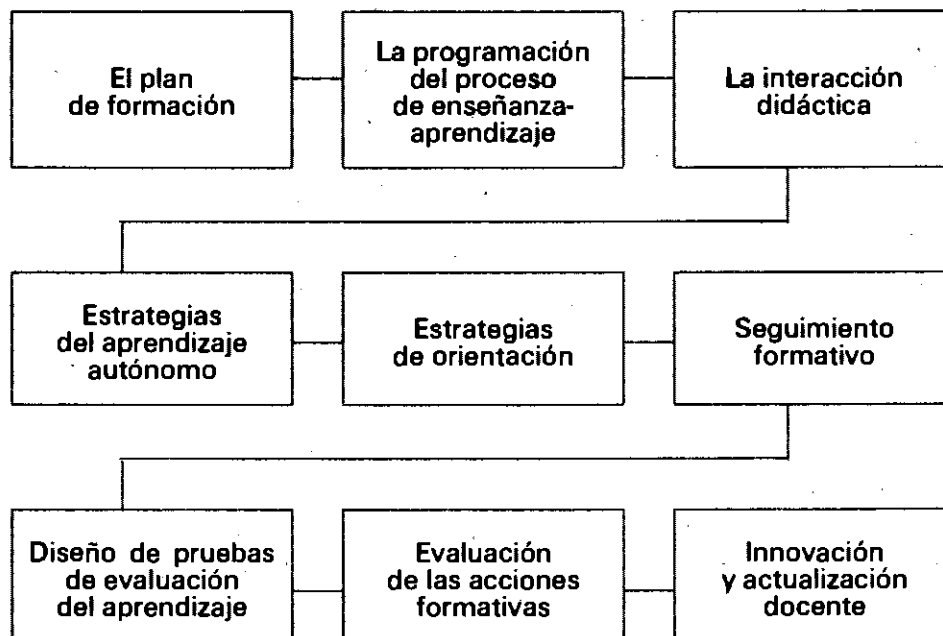 El plan
de formación
La programación
del proceso
de enseñanza-
aprendizaje
La interacción
didáctica
Estrategias
del aprendizaje
autónomo
Estrategias
de orientación
Seguimiento
formativo
Diseño de pruebas
de evaluación
del aprendizaje
Evaluación
de las acciones
formativas
Innovación
y actualización
docente